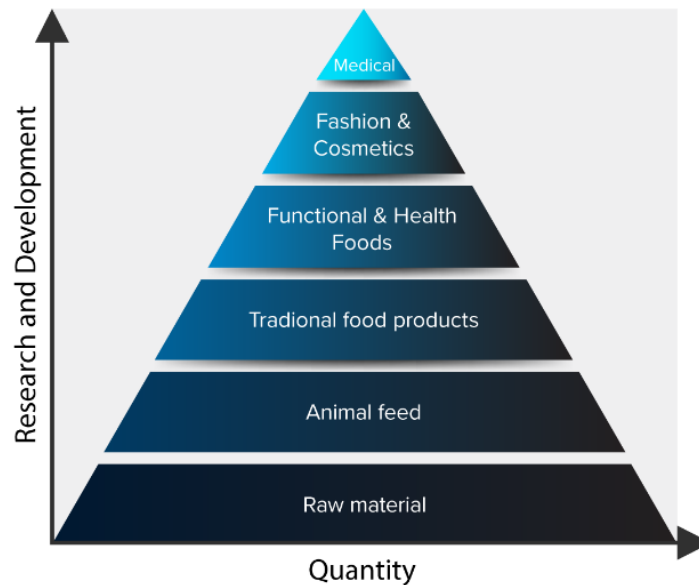 Research and Development
Medical
Fashion &
Cosmetics
Functional & Health
Foods
Tradional food products
Animal feed
Raw material
Quantity